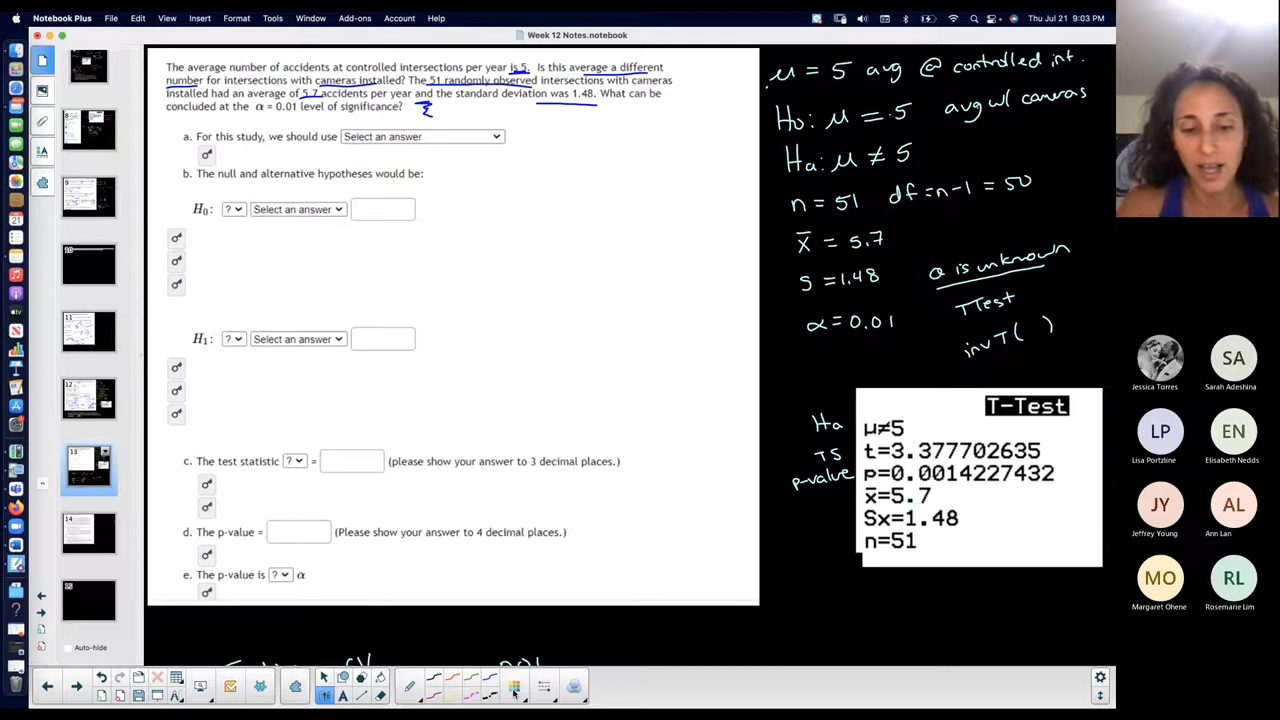 Notebook Plus File Edit View Insert Format Tools Window Add-ons Account Help
Thu Jul 21 9:03 PM
Week 12 Notes.notebook
The average number of accidents at controlled intersections per year is 5. Is this average a different
number for intersections with cameras installed? The 51 randomly observed intersections with cameras
installed had an average of 5.7 accidents per year and the standard deviation was 1.48. What can be
concluded at the α = 0.01 level of significance?
a. For this study, we should use Select an answer
b. The null and alternative hypotheses would be:
H₀: ? Select an answer
H₁: ? Select an answer
c. The test statistic ? = (please show your answer to 3 decimal places.)
d. The p-value = (Please show your answer to 4 decimal places.)
e. The p-value is ? α
μ = 5 avg @ controlled int.
Ho: μ = 5 avg w/ cameras
Ha: μ ≠ 5
n = 51 df = n-1 = 50
x̄ = 5.7
s = 1.48
σ is unknown
α = 0.01
TTest
invT( )
T-Test
Ha μ≠5
TS t=3.377702635
p-value p=0.0014227432
x̄=5.7
Sx=1.48
n=51
8
9
10
11
12
13
14
15
Auto-hide
Jessica Torres
SA
Sarah Adeshina
LP
Lisa Portzline
EN
Elisabeth Nedds
JY
Jeffrey Young
AL
Ann Lan
MO
Margaret Ohene
RL
Rosemarie Lim